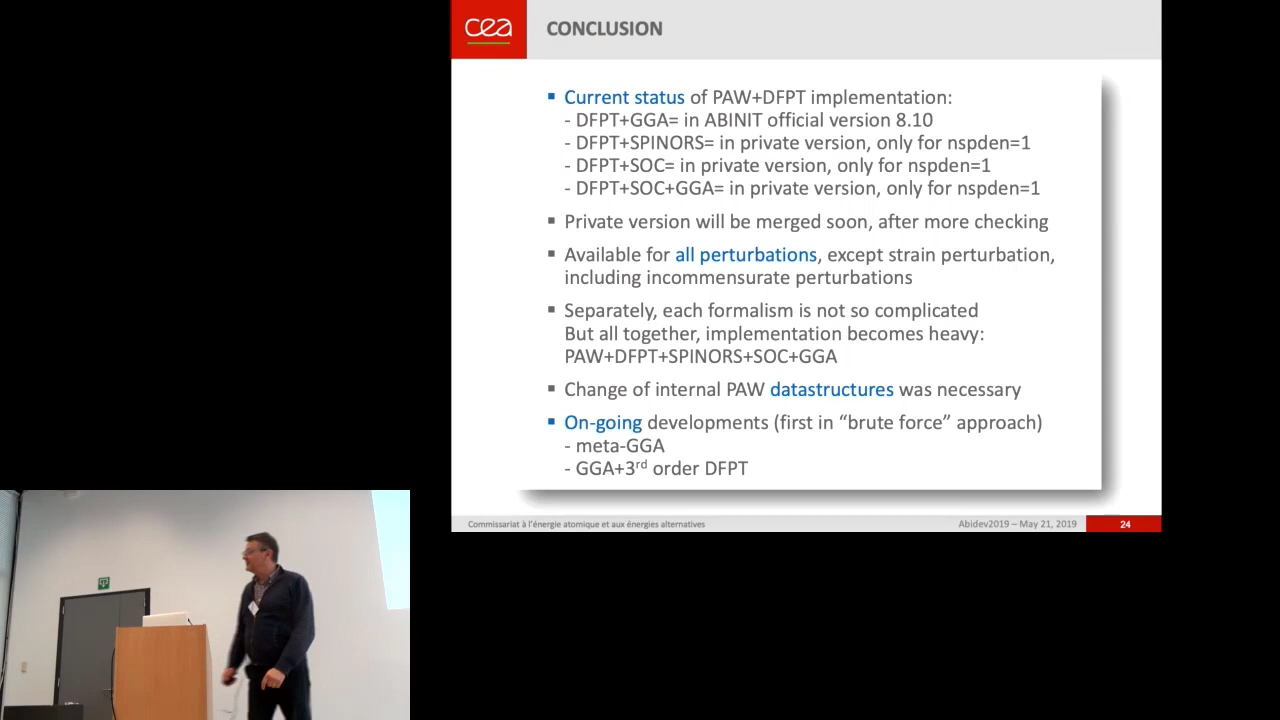 cea
CONCLUSION
▪ Current status of PAW+DFPT implementation:
- DFPT+GGA= in ABINIT official version 8.10
- DFPT+SPINORS= in private version, only for nspden=1
- DFPT+SOC= in private version, only for nspden=1
- DFPT+SOC+GGA= in private version, only for nspden=1
▪ Private version will be merged soon, after more checking
▪ Available for all perturbations, except strain perturbation,
including incommensurate perturbations
▪ Separately, each formalism is not so complicated
But all together, implementation becomes heavy:
PAW+DFPT+SPINORS+SOC+GGA
▪ Change of internal PAW datastructures was necessary
▪ On-going developments (first in “brute force” approach)
- meta-GGA
- GGA+3rd order DFPT
Commissariat à l’énergie atomique et aux énergies alternatives
Abidev2019 – May 21, 2019
24